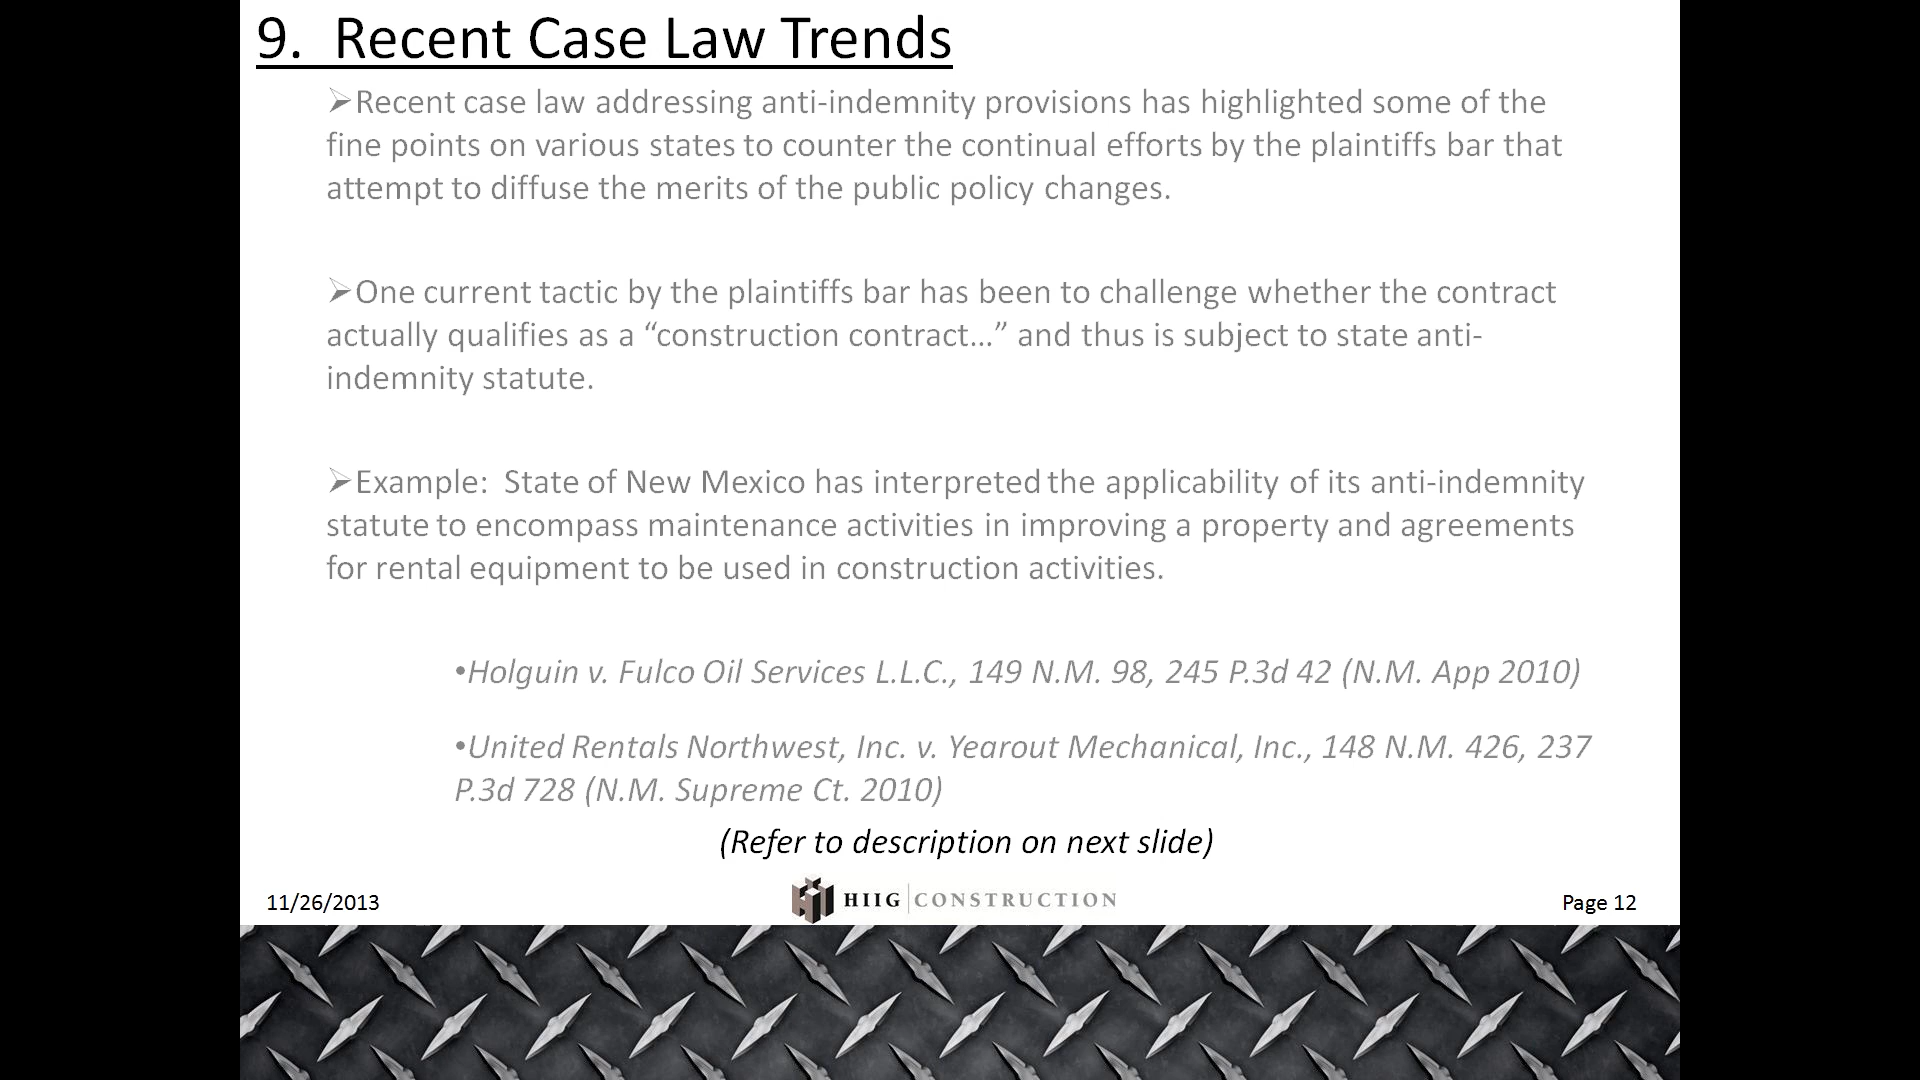 9.  Recent Case Law Trends
➢Recent case law addressing anti-indemnity provisions has highlighted some of the
fine points on various states to counter the continual efforts by the plaintiffs bar that
attempt to diffuse the merits of the public policy changes.
➢One current tactic by the plaintiffs bar has been to challenge whether the contract
actually qualifies as a “construction contract…” and thus is subject to state anti-
indemnity statute.
➢Example:  State of New Mexico has interpreted the applicability of its anti-indemnity
statute to encompass maintenance activities in improving a property and agreements
for rental equipment to be used in construction activities.
•Holguin v. Fulco Oil Services L.L.C., 149 N.M. 98, 245 P.3d 42 (N.M. App 2010)
•United Rentals Northwest, Inc. v. Yearout Mechanical, Inc., 148 N.M. 426, 237
P.3d 728 (N.M. Supreme Ct. 2010)
(Refer to description on next slide)
11/26/2013
HIIG CONSTRUCTION
Page 12